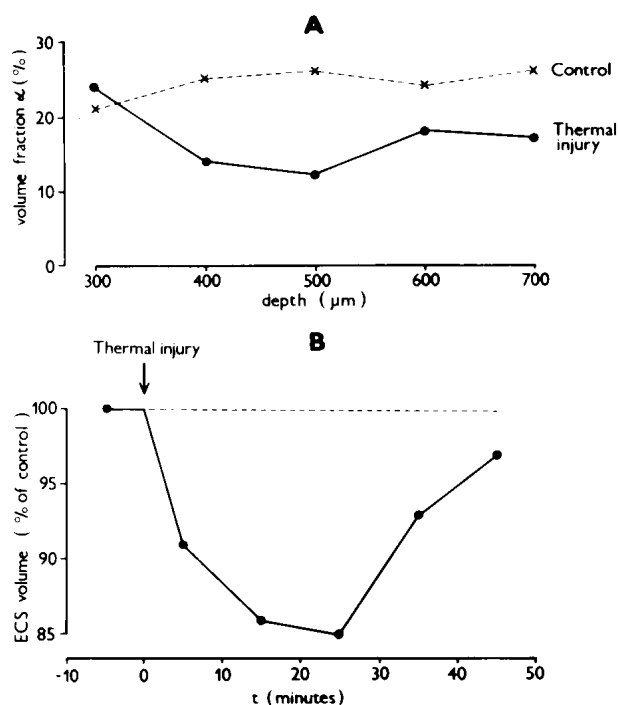 A
30
20
10
0
volume fraction α (%)
Control
Thermal injury
300 400 500 600 700
depth (μm)
B
Thermal injury
100
95
90
85
ECS volume (% of control)
-10 0 10 20 30 40 50
t (minutes)